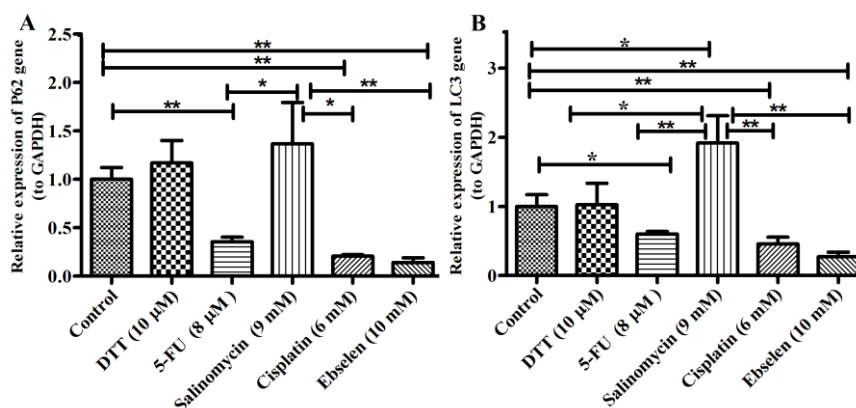 A
Relative expression of P62 gene
(to GAPDH)
2.5
2.0
1.5
1.0
0.5
0.0
**
**
*
**
**
*
Control
DTT (10 µM)
5-FU (8 µM )
Salinomycin (9 mM)
Cisplatin (6 mM)
Ebselen (10 mM)
B
Relative expression of LC3 gene
(to GAPDH)
3
2
1
0
*
**
**
*
**
**
**
*
Control
DTT (10 µM)
5-FU (8 µM)
Salinomycin (9 mM)
Cisplatin (6 mM)
Ebselen (10 mM)